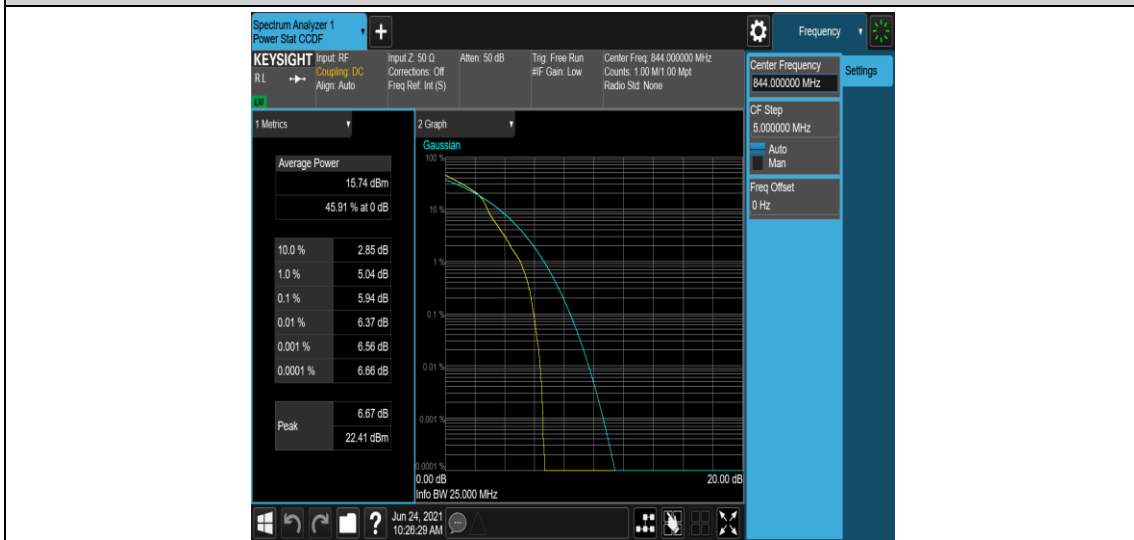 Spectrum Analyzer 1
Power Stat CCDF
+
Frequency
KEYSIGHT
RL
LXI
Input: RF
Coupling: DC
Align: Auto
Input Z: 50 Ω
Corrections: Off
Freq Ref: Int (S)
Atten: 50 dB
Trig: Free Run
#IF Gain: Low
Center Freq: 844.000000 MHz
Counts: 1.00 M/1.00 Mpt
Radio Std: None
Center Frequency
844.000000 MHz
Settings
CF Step
5.000000 MHz
Auto
Man
Freq Offset
0 Hz
1 Metrics
Average Power
15.74 dBm
45.91 % at 0 dB
10.0 % 2.85 dB
1.0 % 5.04 dB
0.1 % 5.94 dB
0.01 % 6.37 dB
0.001 % 6.56 dB
0.0001 % 6.66 dB
Peak
6.67 dB
22.41 dBm
2 Graph
Gaussian
100 %
10 %
1 %
0.1 %
0.01 %
0.001 %
0.0001 %
0.00 dB 20.00 dB
Info BW 25.000 MHz
?
Jun 24, 2021
10:26:29 AM